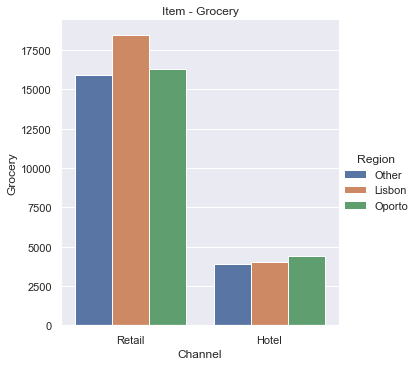 Item - Grocery
17500
15000
12500
10000
7500
5000
2500
0
Grocery
Retail
Hotel
Channel
Region
Other
Lisbon
Oporto